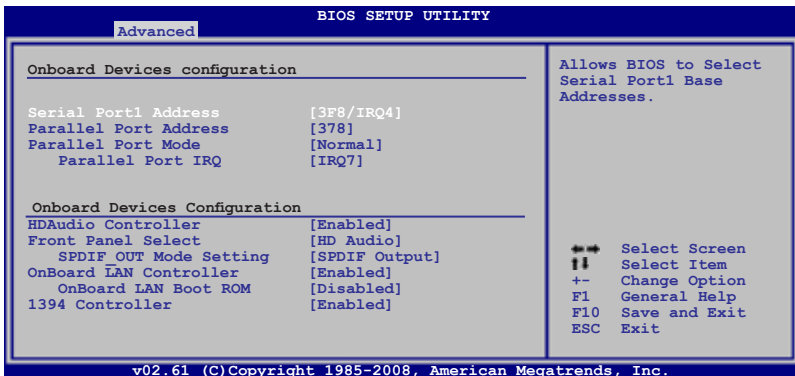 BIOS SETUP UTILITY
Advanced
Onboard Devices configuration
Serial Port1 Address [3F8/IRQ4]
Parallel Port Address [378]
Parallel Port Mode [Normal]
Parallel Port IRQ [IRQ7]
Onboard Devices Configuration
HDAudio Controller [Enabled]
Front Panel Select [HD Audio]
SPDIF_OUT Mode Setting [SPDIF Output]
OnBoard LAN Controller [Enabled]
OnBoard LAN Boot ROM [Disabled]
1394 Controller [Enabled]
Allows BIOS to Select
Serial Port1 Base
Addresses.
Select Screen
Select Item
+- Change Option
F1 General Help
F10 Save and Exit
ESC Exit
v02.61 (C)Copyright 1985-2008, American Megatrends, Inc.